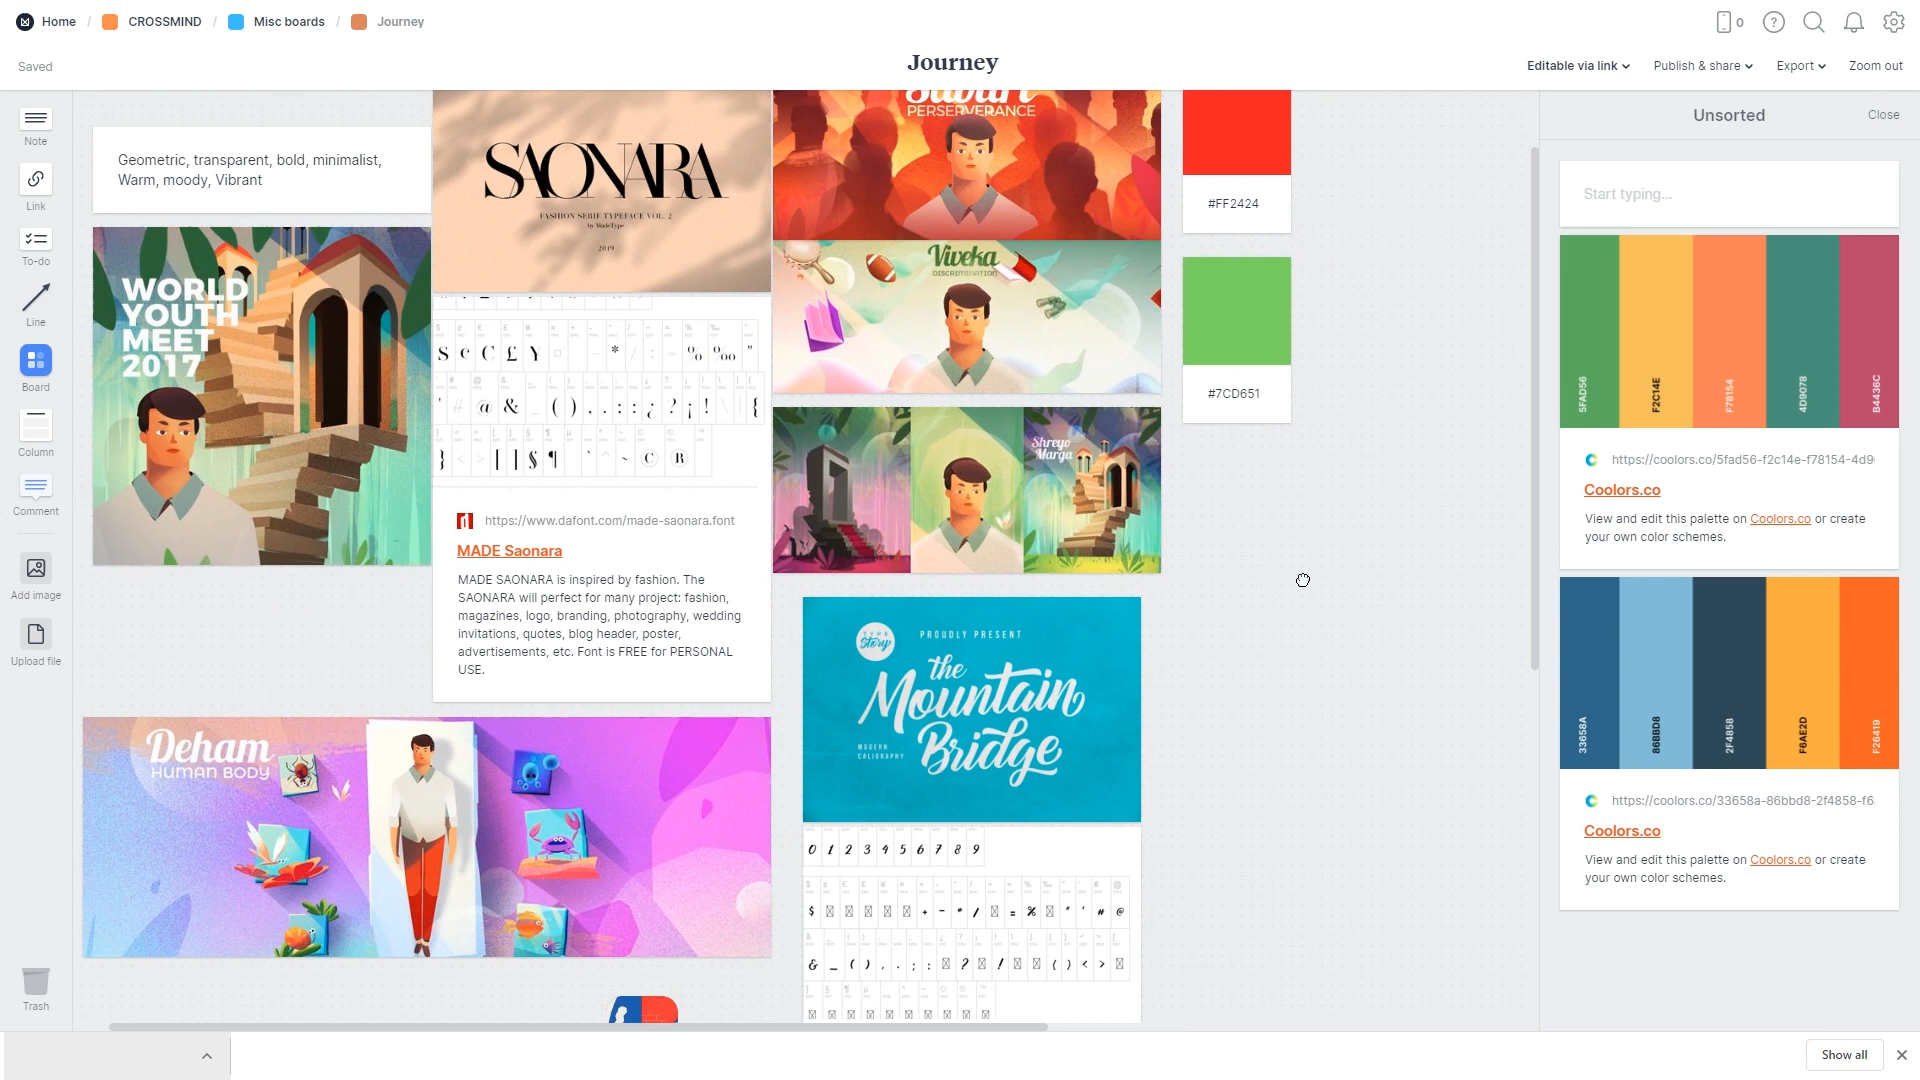 Home / CROSSMIND / Misc boards / Journey
0
Saved
Journey
Editable via link
Publish & share
Export
Zoom out
Note
Link
To-do
Line
Board
Column
Comment
Add image
Upload file
Trash
Geometric, transparent, bold, minimalist,
Warm, moody, Vibrant
WORLD
YOUTH
MEET
2017
SAONARA
FASHION SERIF TYPEFACE VOL. 2
by MadeType
2019
https://www.dafont.com/made-saonara.font
MADE Saonara
MADE SAONARA is inspired by fashion. The
SAONARA will perfect for many project: fashion,
magazines, logo, branding, photography, wedding
invitations, quotes, blog header, poster,
advertisements, etc. Font is FREE for PERSONAL
USE.
Deham
HUMAN BODY
PERSEVERANCE
Viveka
DISCRIMINATION
Shreyo
Marga
TYPE
Story
PROUDLY PRESENT
the
Mountain
Bridge
MODERN
CALIGRAPHY
0 1 2 3 4 5 6 7 8 9
#FF2424
#7CD651
Unsorted
Close
Start typing...
5FAD56
F2C14E
F78154
4D9078
B4436C
https://coolors.co/5fad56-f2c14e-f78154-4d9
Coolors.co
View and edit this palette on Coolors.co or create
your own color schemes.
33658A
86BBD8
2F4858
F6AE2D
F26419
https://coolors.co/33658a-86bbd8-2f4858-f6
Coolors.co
View and edit this palette on Coolors.co or create
your own color schemes.
Show all